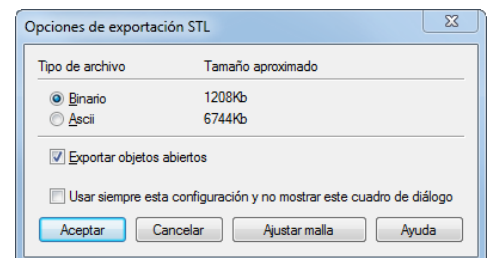 Opciones de exportación STL
Tipo de archivo Tamaño aproximado
Binario 1208Kb
Ascii 6744Kb
Exportar objetos abiertos
Usar siempre esta configuración y no mostrar este cuadro de diálogo
Aceptar Cancelar Ajustar malla Ayuda